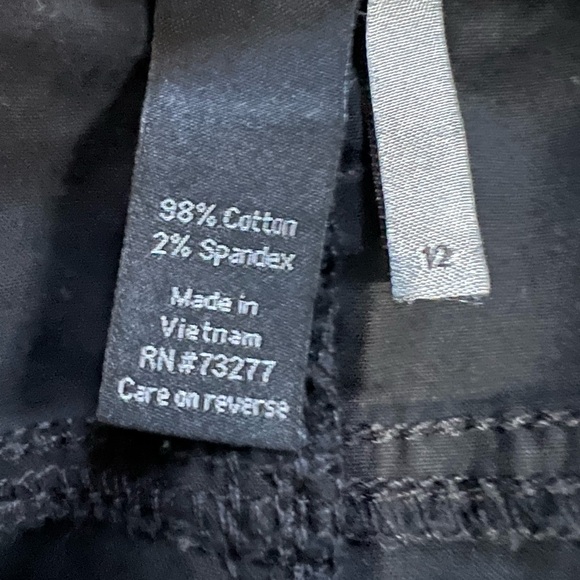 98% Cotton
2% Spandex
Made in
Vietnam
RN#73277
Care on reverse
12